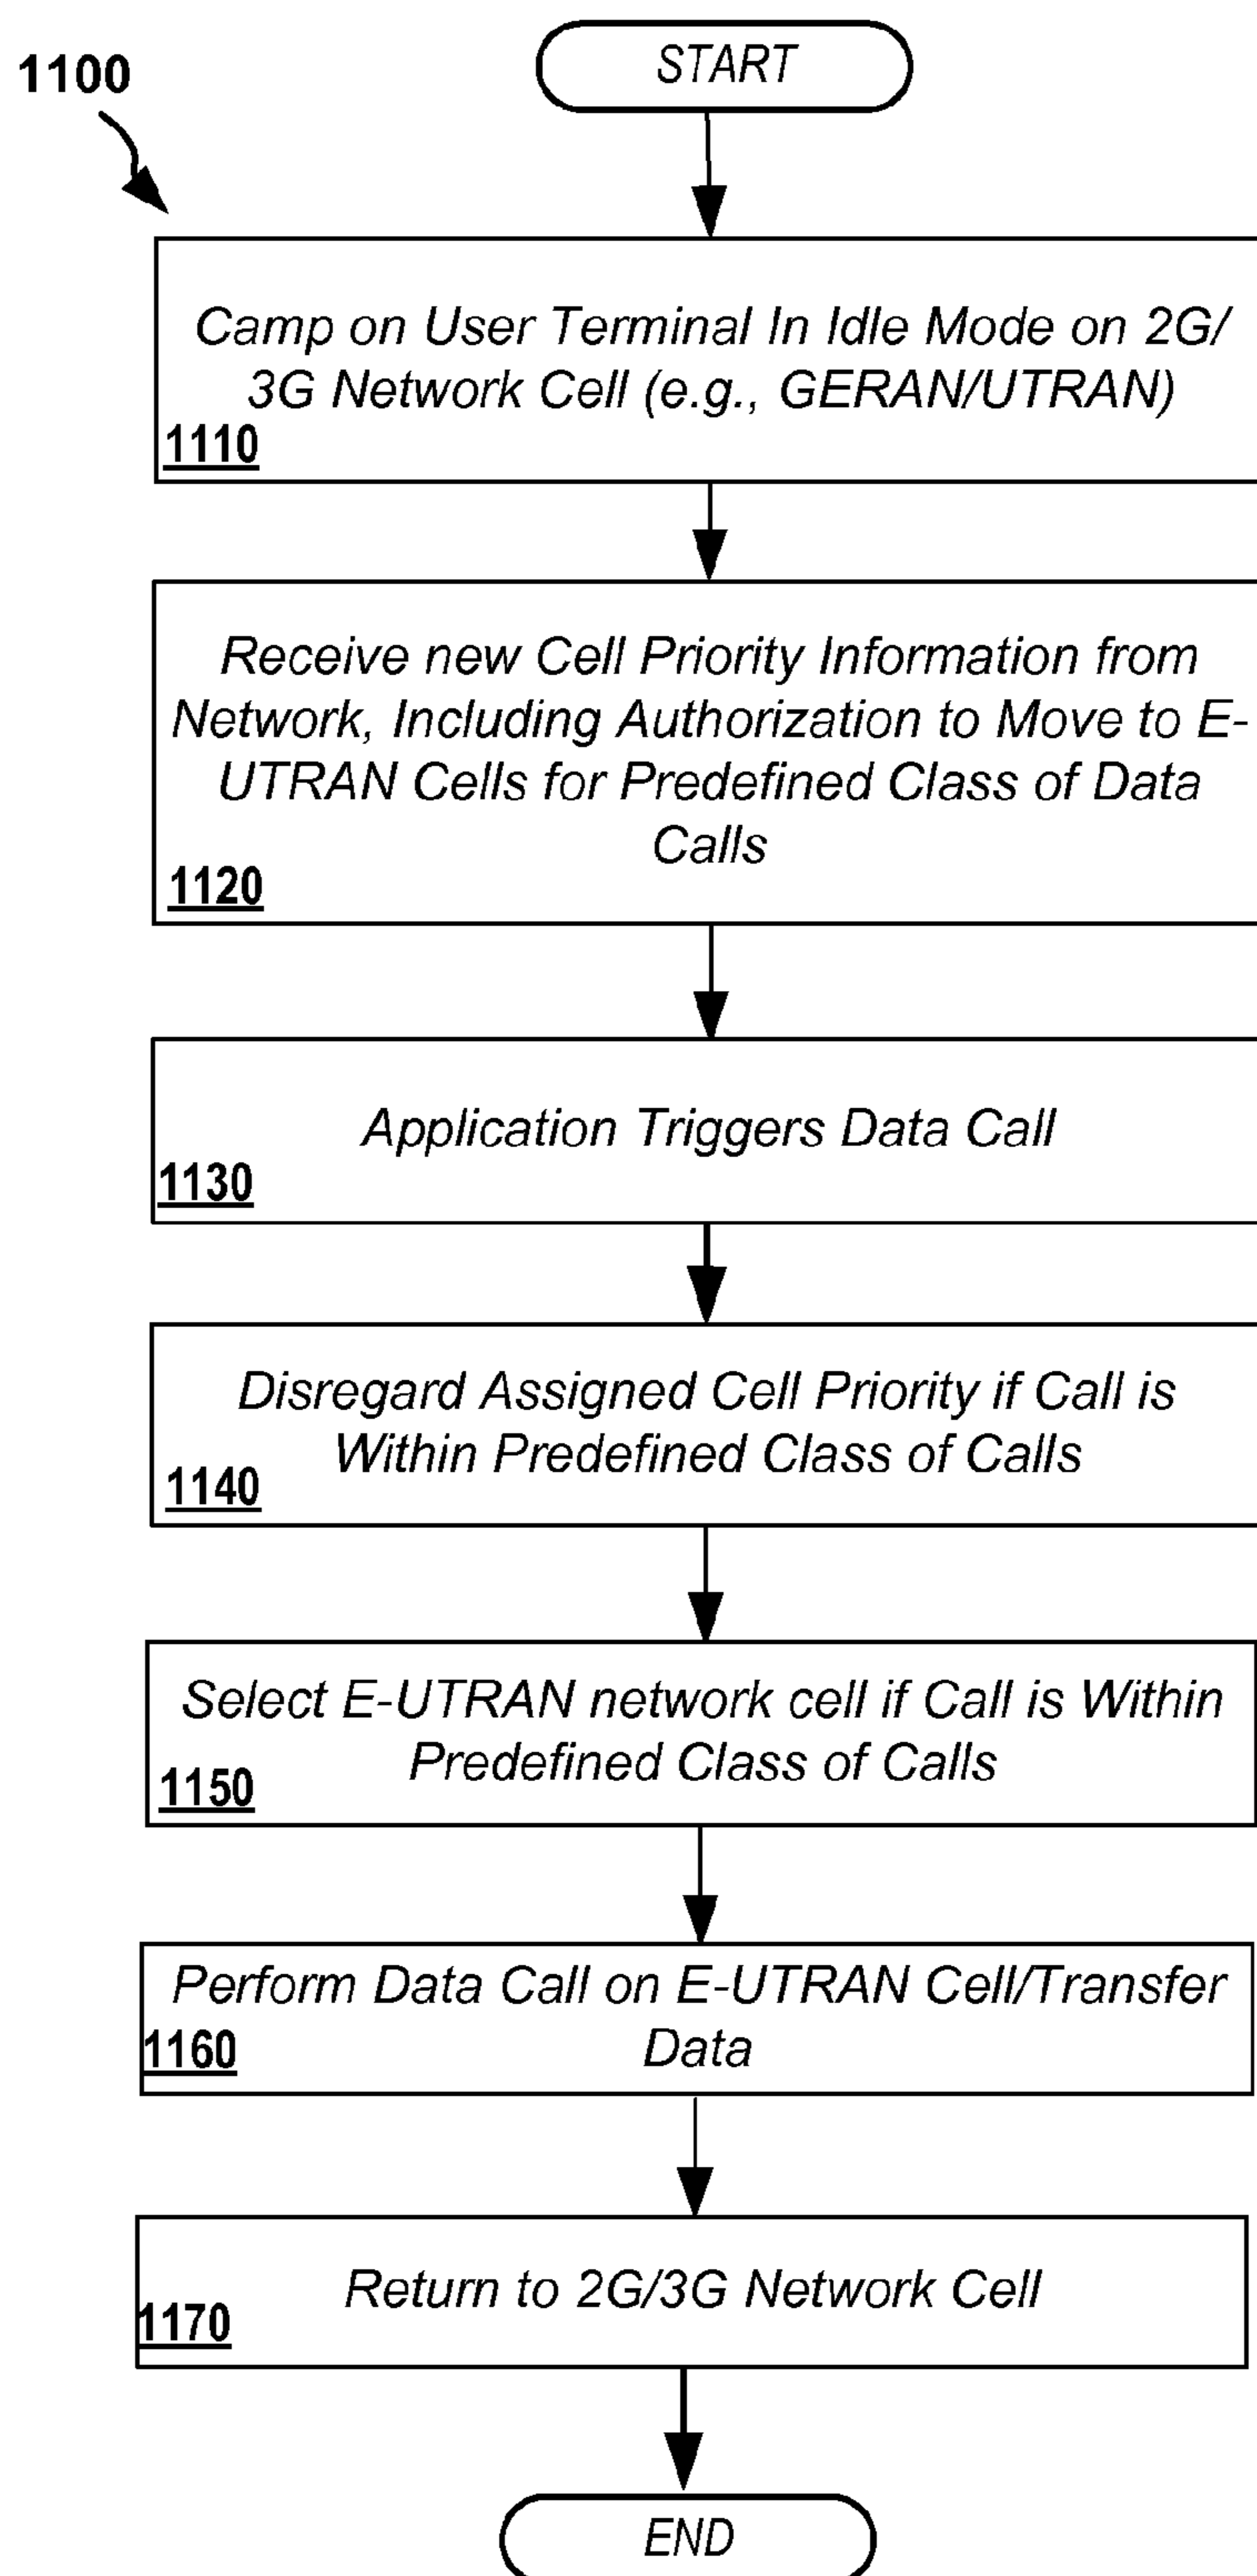 1100
START
Camp on User Terminal In Idle Mode on 2G/
3G Network Cell (e.g., GERAN/UTRAN)
1110
Receive new Cell Priority Information from
Network, Including Authorization to Move to E-
UTRAN Cells for Predefined Class of Data
Calls
1120
Application Triggers Data Call
1130
Disregard Assigned Cell Priority if Call is
Within Predefined Class of Calls
1140
Select E-UTRAN network cell if Call is Within
Predefined Class of Calls
1150
Perform Data Call on E-UTRAN Cell/Transfer
Data
1160
Return to 2G/3G Network Cell
1170
END